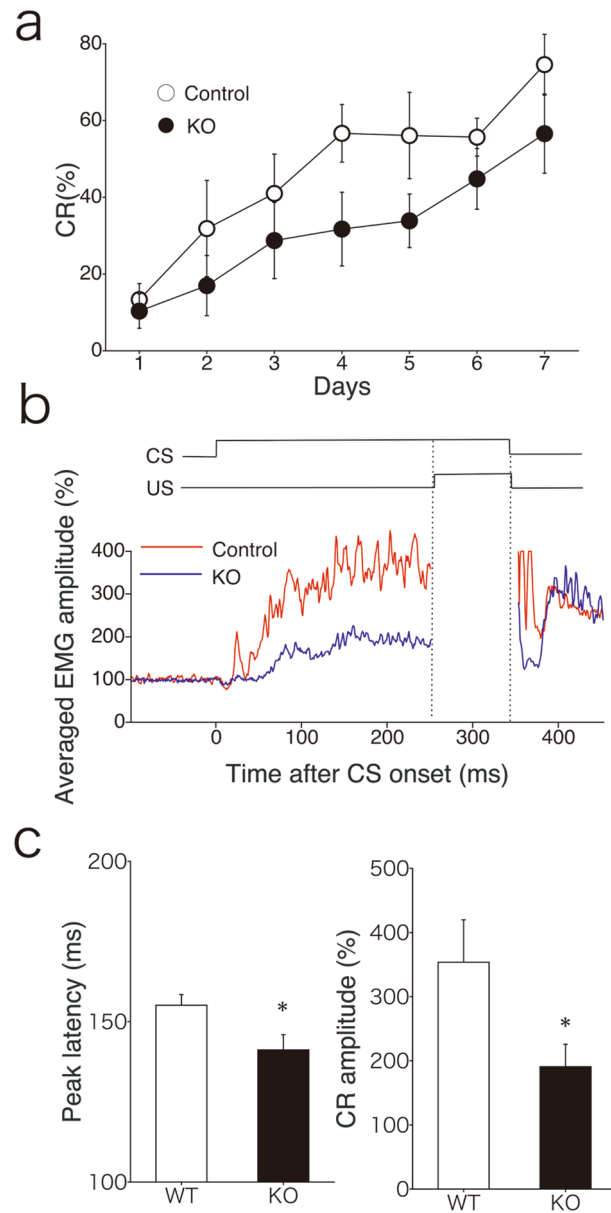 a
80
60
40
20
0
CR(%)
Control
KO
1 2 3 4 5 6 7
Days
b
CS
US
Averaged EMG amplitude (%)
400
300
200
100
00
Control
KO
0 100 200 300 400
Time after CS onset (ms)
c
200
150
100
Peak latency (ms)
*
WT KO
500
400
300
200
100
0
CR amplitude (%)
*
WT KO